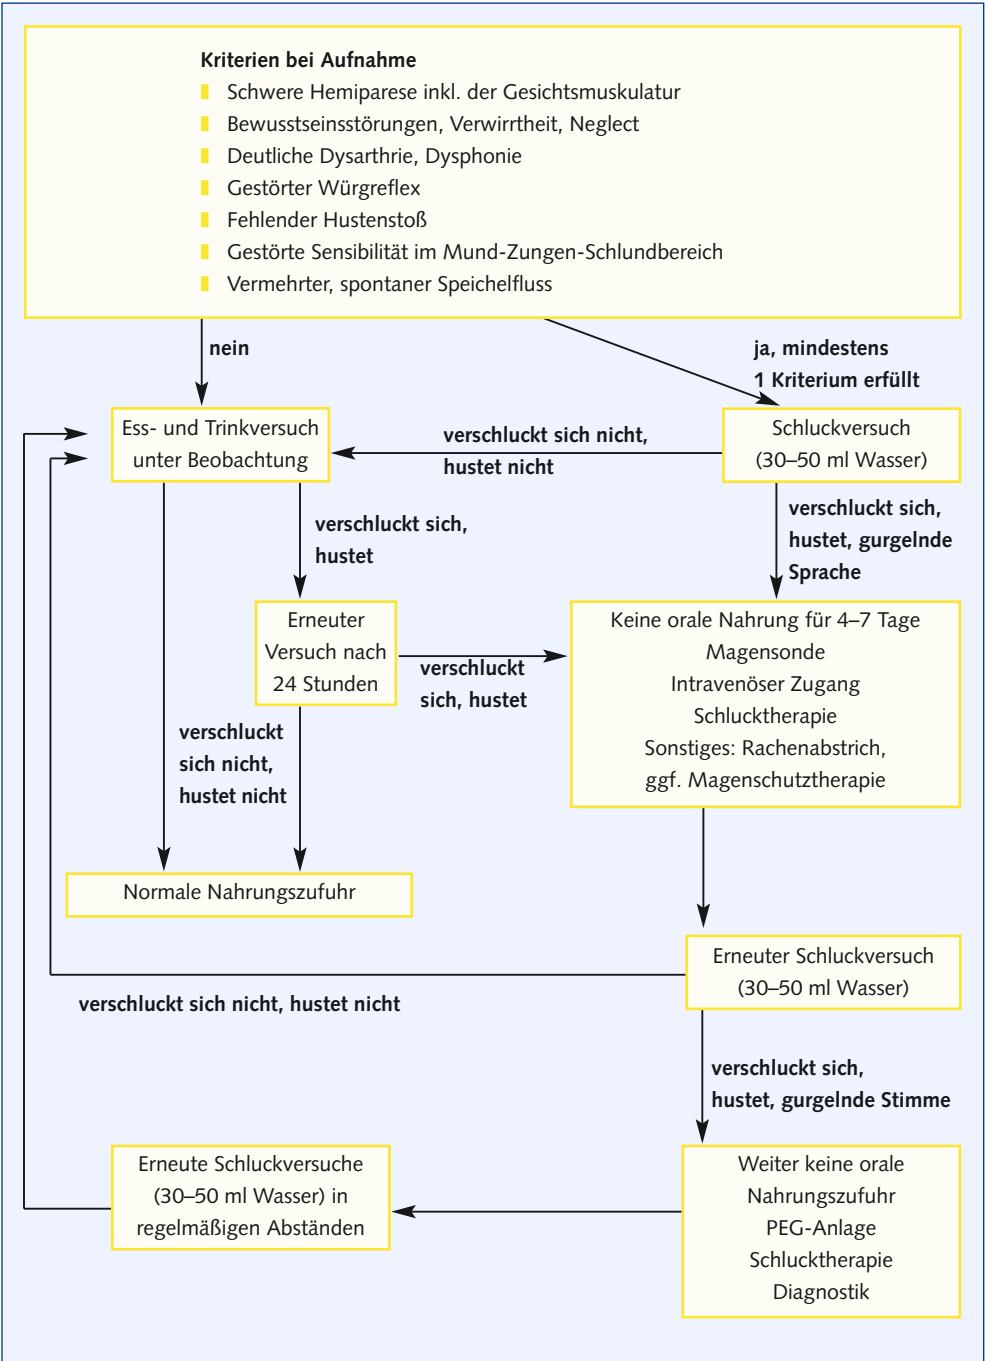 Kriterien bei Aufnahme
Schwere Hemiparese inkl. der Gesichtsmuskulatur
Bewusstseinsstörungen, Verwirrtheit, Neglect
Deutliche Dysarthrie, Dysphonie
Gestörter Würgreflex
Fehlender Hustenstoß
Gestörte Sensibilität im Mund-Zungen-Schlundbereich
Vermehrter, spontaner Speichelfluss
nein
ja, mindestens
1 Kriterium erfüllt
Ess- und Trinkversuch
unter Beobachtung
verschluckt sich nicht,
hustet nicht
Schluckversuch
(30–50 ml Wasser)
verschluckt sich,
hustet
verschluckt sich,
hustet, gurgelnde
Sprache
Erneuter
Versuch nach
24 Stunden
verschluckt
sich, hustet
Keine orale Nahrung für 4–7 Tage
Magensonde
Intravenöser Zugang
Schlucktherapie
Sonstiges: Rachenabstrich,
ggf. Magenschutztherapie
verschluckt
sich nicht,
hustet nicht
Normale Nahrungszufuhr
Erneuter Schluckversuch
(30–50 ml Wasser)
verschluckt sich nicht, hustet nicht
verschluckt sich,
hustet, gurgelnde Stimme
Erneute Schluckversuche
(30–50 ml Wasser) in
regelmäßigen Abständen
Weiter keine orale
Nahrungszufuhr
PEG-Anlage
Schlucktherapie
Diagnostik